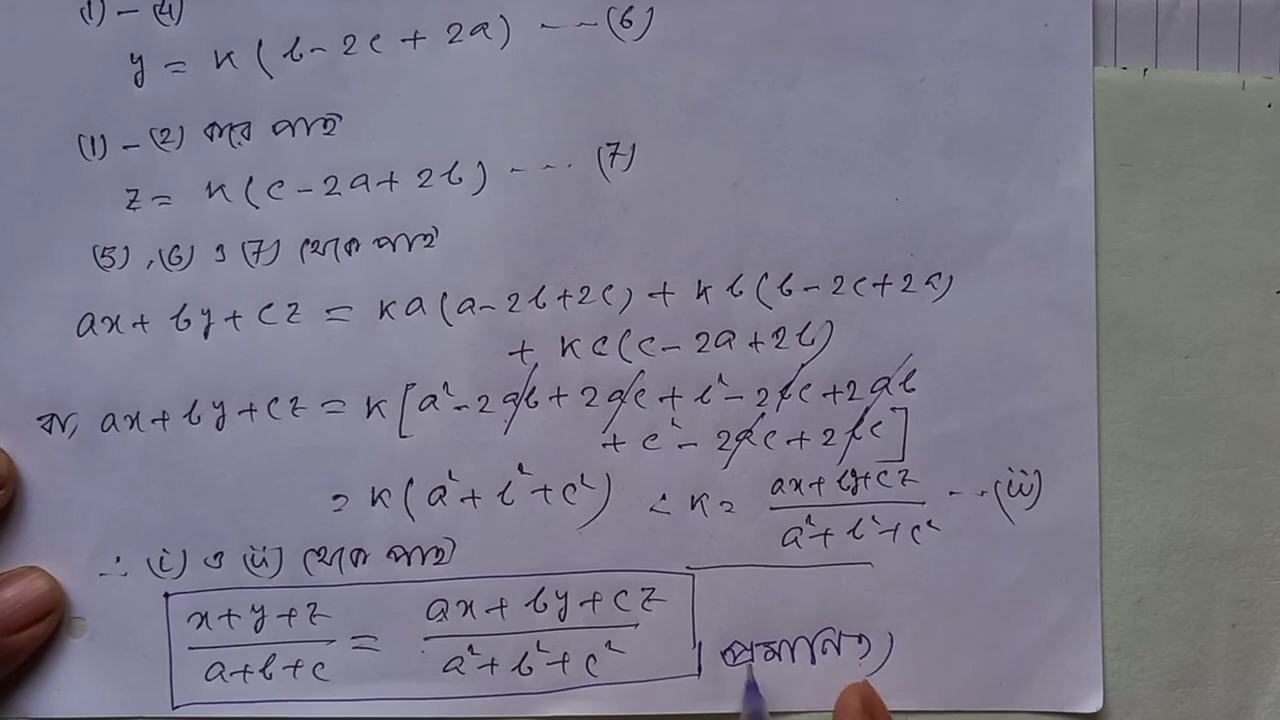 (1) - (4)
y = k(b - 2c + 2a) --- (6)
(1) - (2) করে পাই
z = k(c - 2a + 2b) --- (7)
(5), (6) ও (7) থেকে পাই
ax + by + cz = ka(a - 2b + 2c) + kb(b - 2c + 2a)
+ kc(c - 2a + 2b)
বা, ax + by + cz = k[a² - 2ab + 2ac + b² - 2bc + 2ab
+ c² - 2ac + 2bc]
= k(a² + b² + c²) ∴ k = (ax + by + cz)/(a² + b² + c²) --- (ii)
∴ (i) ও (ii) থেকে পাই
(x + y + z)/(a + b + c) = (ax + by + cz)/(a² + b² + c²) প্রমাণিত)